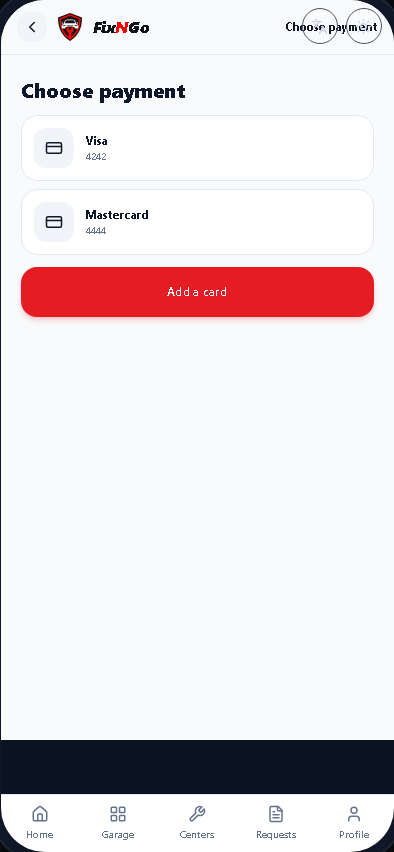 FixNGo
Choose payment
Choose payment
Visa
4242
Mastercard
4444
Add a card
Home
Garage
Centers
Requests
Profile